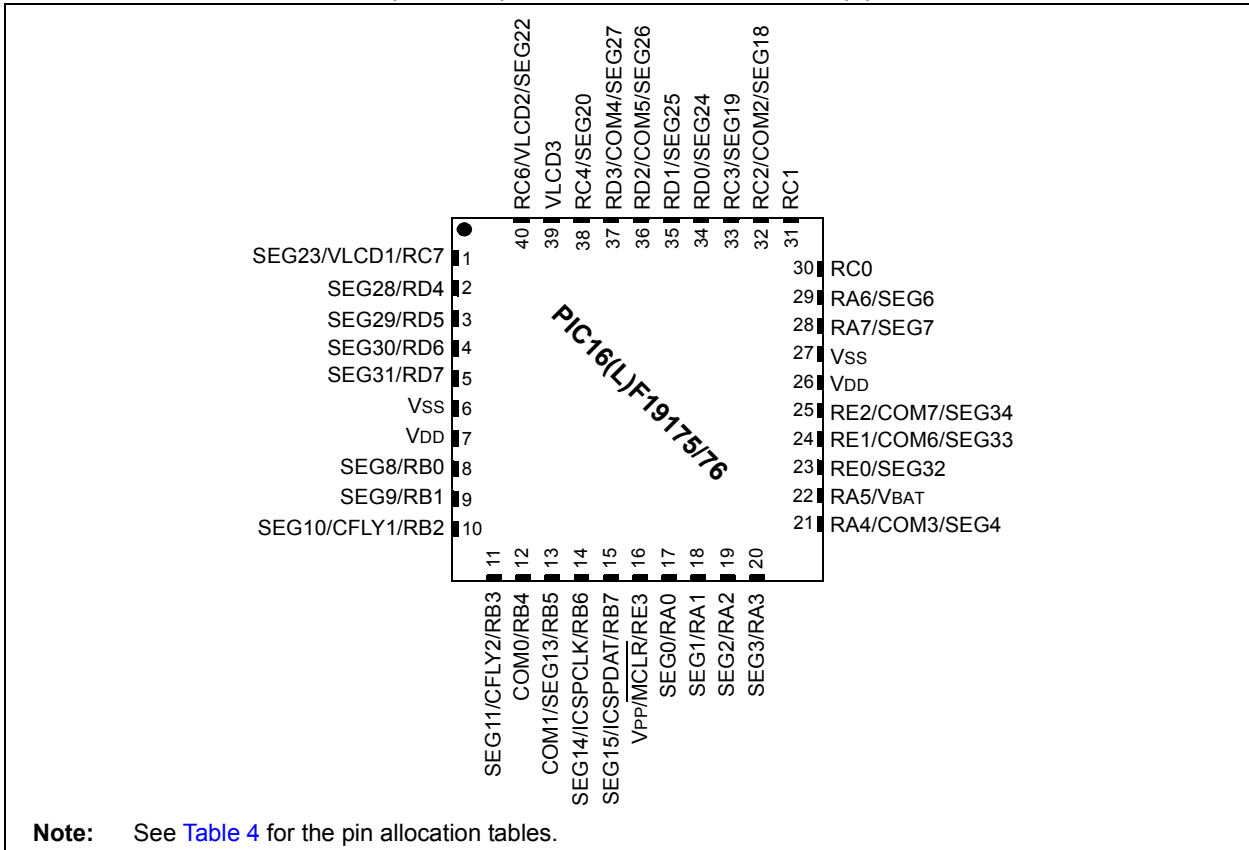 RC6/VLCD2/SEG22
VLCD3
RC4/SEG20
RD3/COM4/SEG27
RD2/COM5/SEG26
RD1/SEG25
RD0/SEG24
RC3/SEG19
RC2/COM2/SEG18
RC1
40
39
38
37
36
35
34
33
32
31
SEG23/VLCD1/RC7 1
SEG28/RD4 2
SEG29/RD5 3
SEG30/RD6 4
SEG31/RD7 5
VSS 6
VDD 7
SEG8/RB0 8
SEG9/RB1 9
SEG10/CFLY1/RB2 10
PIC16(L)F19175/76
30 RC0
29 RA6/SEG6
28 RA7/SEG7
27 VSS
26 VDD
25 RE2/COM7/SEG34
24 RE1/COM6/SEG33
23 RE0/SEG32
22 RA5/VBAT
21 RA4/COM3/SEG4
11
12
13
14
15
16
17
18
19
20
SEG11/CFLY2/RB3
COM0/RB4
COM1/SEG13/RB5
SEG14/ICSPCLK/RB6
SEG15/ICSPDAT/RB7
VPP/MCLR/RE3
SEG0/RA0
SEG1/RA1
SEG2/RA2
SEG3/RA3
Note: See Table 4 for the pin allocation tables.